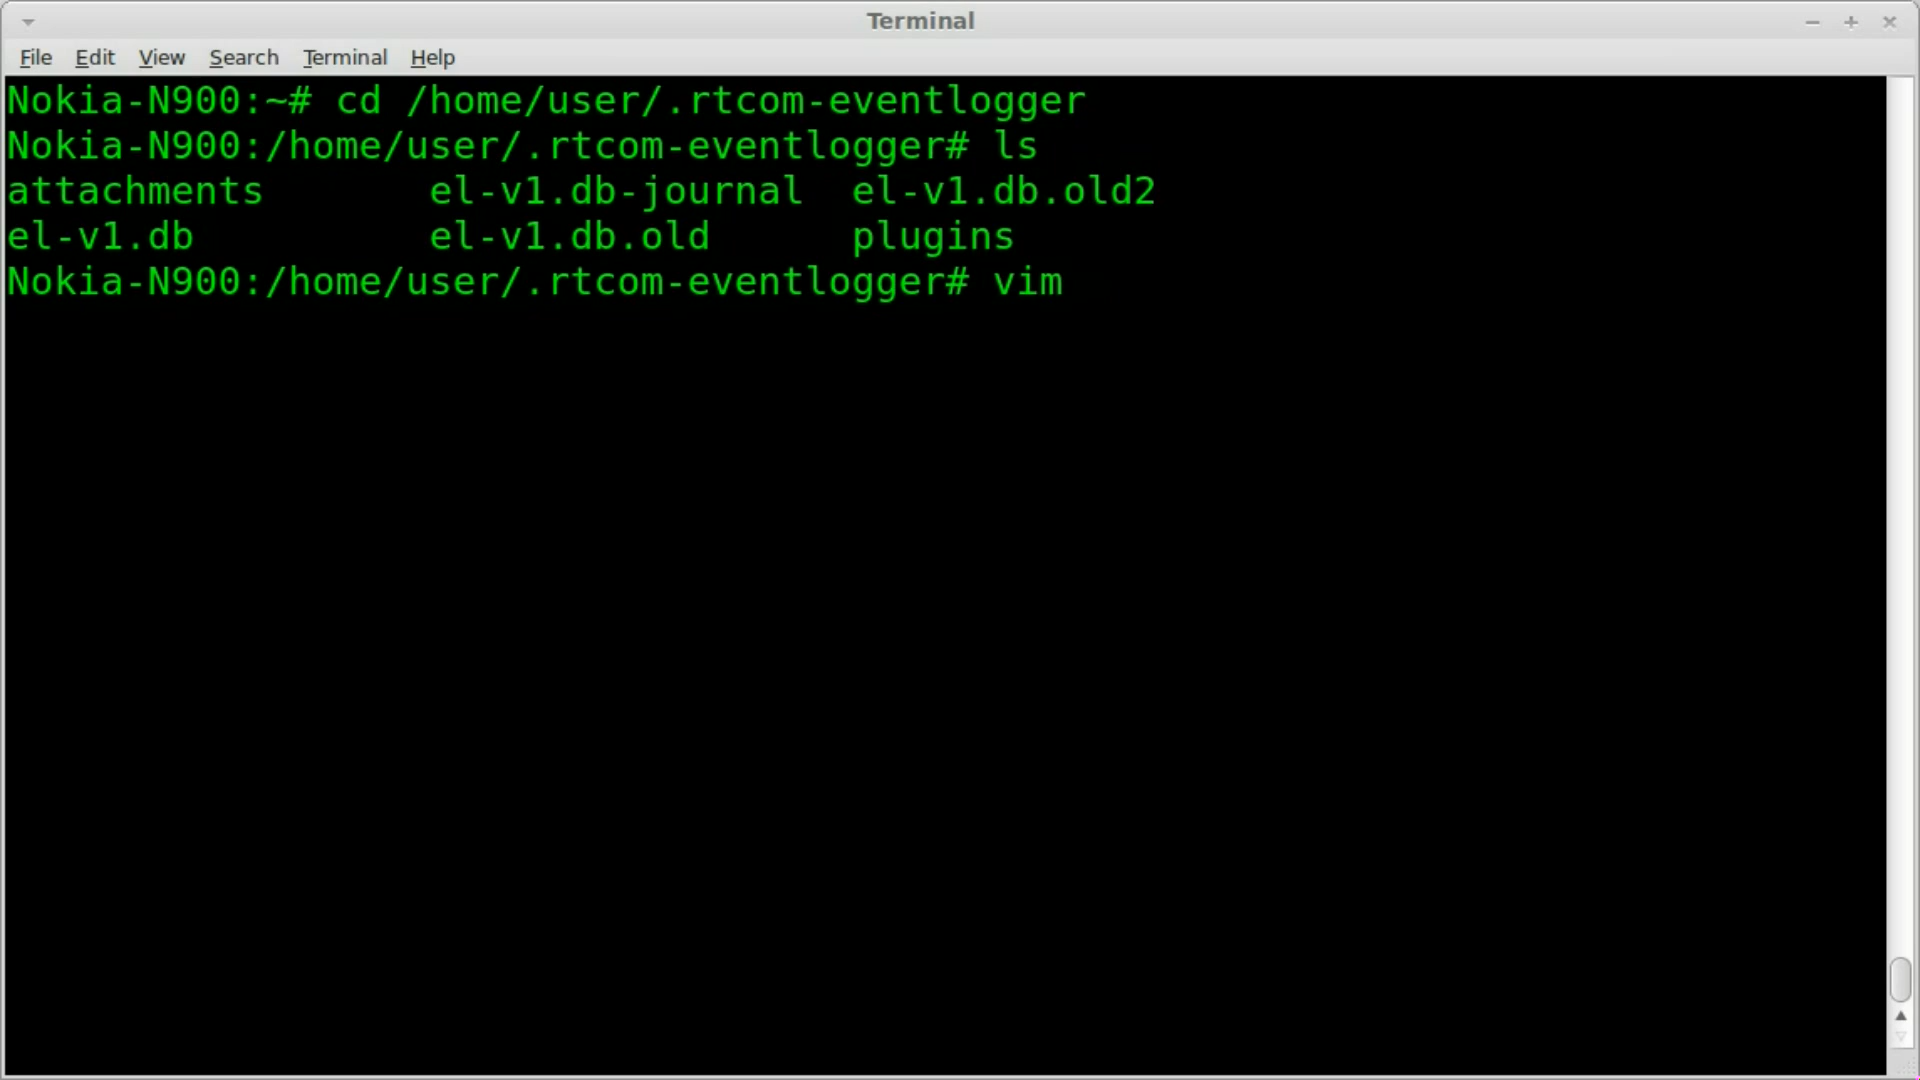 Terminal
File Edit View Search Terminal Help
Nokia-N900:~# cd /home/user/.rtcom-eventlogger
Nokia-N900:/home/user/.rtcom-eventlogger# ls
attachments el-v1.db-journal el-v1.db.old2
el-v1.db el-v1.db.old plugins
Nokia-N900:/home/user/.rtcom-eventlogger# vim